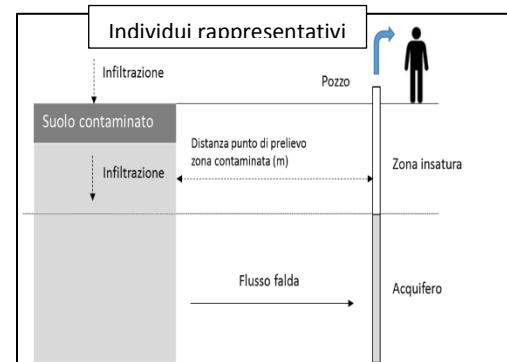 Individui rappresentativi
Infiltrazione
Pozzo
Suolo contaminato
Distanza punto di prelievo
zona contaminata (m)
Infiltrazione
Zona insatura
Flusso falda
Acquifero